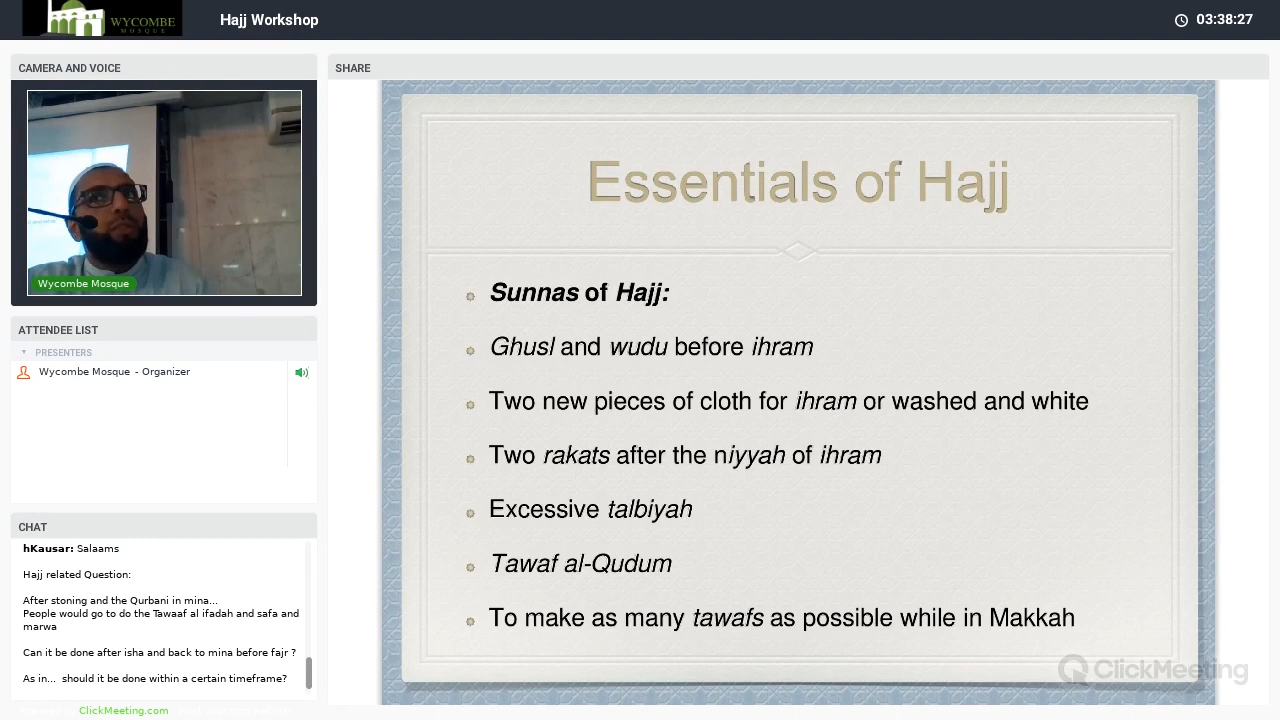 WYCOMBE
MOSQUE
Hajj Workshop
03:38:27
CAMERA AND VOICE
Wycombe Mosque
ATTENDEE LIST
PRESENTERS
Wycombe Mosque - Organizer
CHAT
hKausar: Salaams
Hajj related Question:
After stoning and the Qurbani in mina...
People would go to do the Tawaaf al ifadah and safa and
marwa
Can it be done after isha and back to mina before fajr ?
As in... should it be done within a certain timeframe?
ClickMeeting.com
SHARE
Essentials of Hajj
Sunnas of Hajj:
Ghusl and wudu before ihram
Two new pieces of cloth for ihram or washed and white
Two rakats after the niyyah of ihram
Excessive talbiyah
Tawaf al-Qudum
To make as many tawafs as possible while in Makkah
ClickMeeting